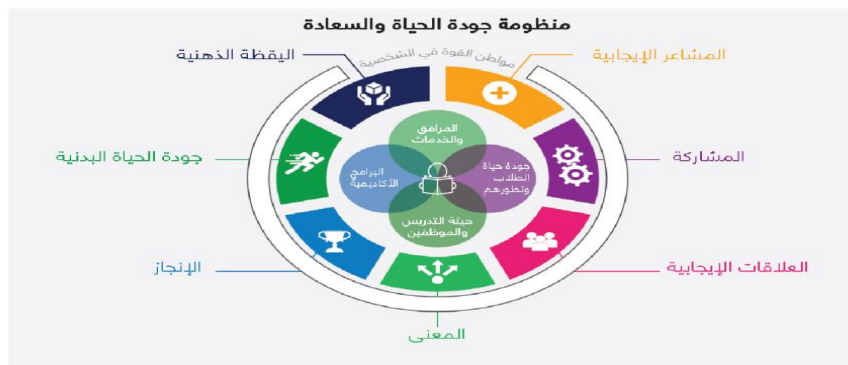 منظومة جودة الحياة والسعادة
مواطن القوة في الشخصية
المشاعر الإيجابية
اليقظة الذهنية
المشاركة
جودة الحياة البدنية
العلاقات الإيجابية
الإنجاز
المعنى
المرافق
والخدمات
جودة حياة
الطلاب
وتطورهم
البرامج
الأكاديمية
هيئة التدريس
والموظفين